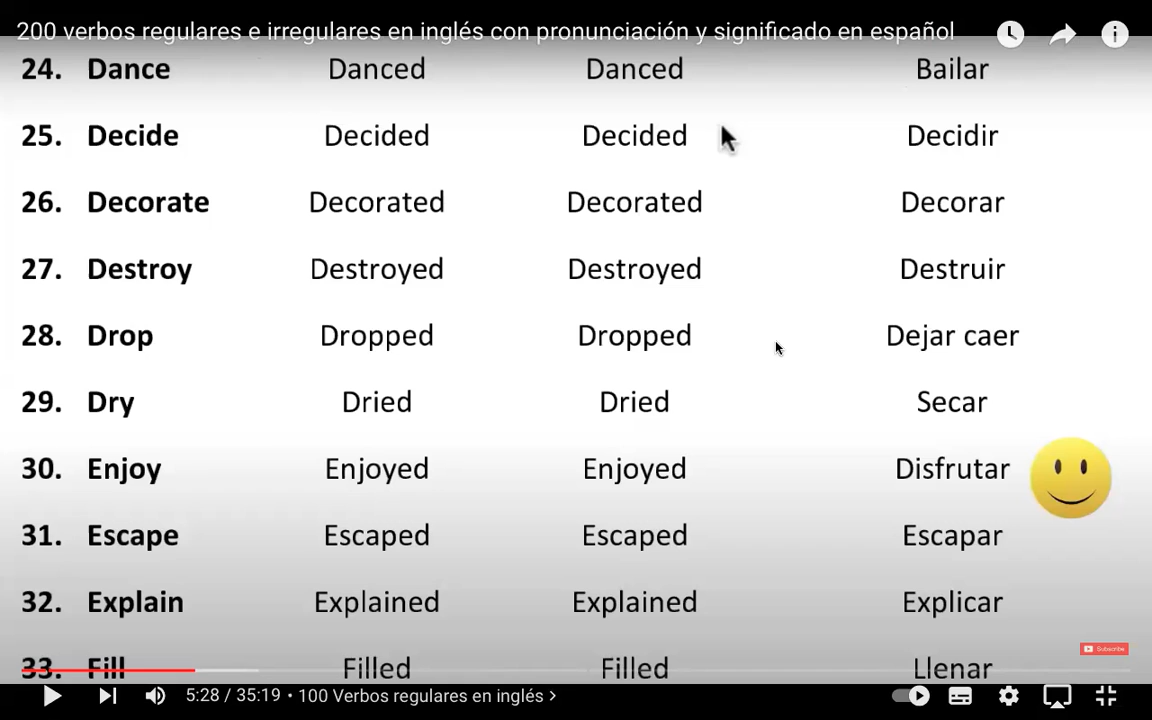 200 verbos regulares e irregulares en inglés con pronunciación y significado en español
24. Dance Danced Danced Bailar
25. Decide Decided Decided Decidir
26. Decorate Decorated Decorated Decorar
27. Destroy Destroyed Destroyed Destruir
28. Drop Dropped Dropped Dejar caer
29. Dry Dried Dried Secar
30. Enjoy Enjoyed Enjoyed Disfrutar
31. Escape Escaped Escaped Escapar
32. Explain Explained Explained Explicar
Subscribe
33. Fill Filled Filled Llenar
5:28 / 35:19 • 100 Verbos regulares en inglés >